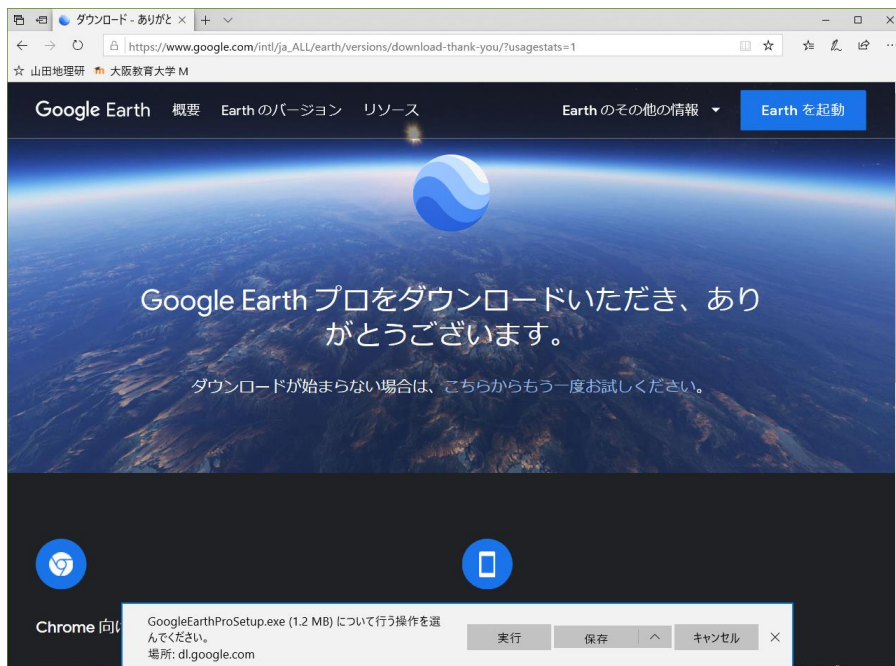 ダウンロード - ありがと
https://www.google.com/intl/ja_ALL/earth/versions/download-thank-you/?usagestats=1
山田地理研 大阪教育大学 M
Google Earth 概要 Earth のバージョン リソース Earth のその他の情報 Earth を起動
Google Earth プロをダウンロードいただき、あり
がとうございます。
ダウンロードが始まらない場合は、こちらからもう一度お試しください。
Chrome 向け
GoogleEarthProSetup.exe (1.2 MB) について行う操作を選
んでください。
場所: dl.google.com
実行 保存 キャンセル